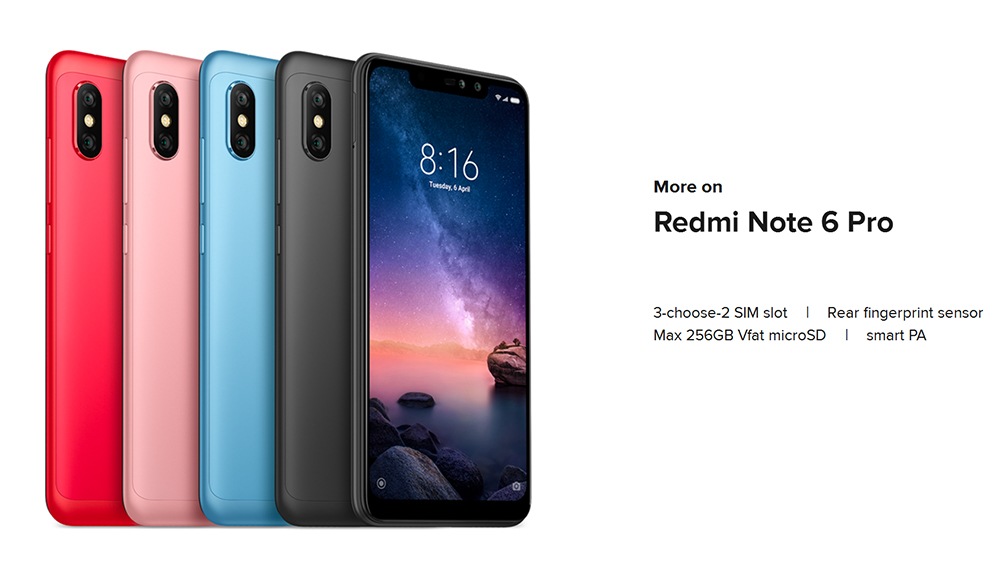 8:16
Tuesday, 6 April
More on
Redmi Note 6 Pro
3-choose-2 SIM slot | Rear fingerprint sensor
Max 256GB Vfat microSD | smart PA